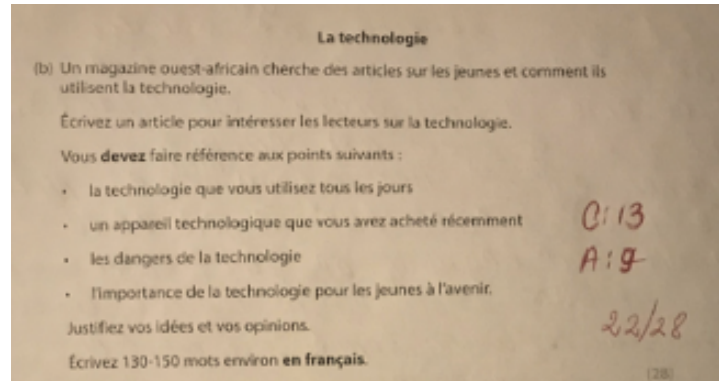 La technologie
(b) Un magazine ouest-africain cherche des articles sur les jeunes et comment ils
utilisent la technologie.
Écrivez un article pour intéresser les lecteurs sur la technologie.
Vous devez faire référence aux points suivants :
• la technologie que vous utilisez tous les jours
• un appareil technologique que vous avez acheté récemment
C: 13
• les dangers de la technologie
A: 9
• l'importance de la technologie pour les jeunes à l'avenir.
Justifiez vos idées et vos opinions.
22/28
Écrivez 130-150 mots environ en français.
(28)